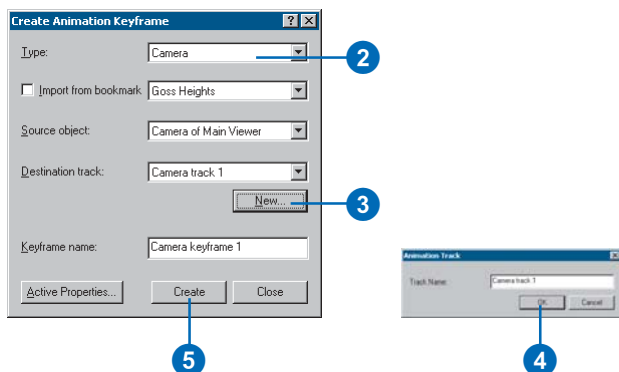 Create Animation Keyframe
Type: Camera
2
Import from bookmark Goss Heights
Source object: Camera of Main Viewer
Destination track: Camera track 1
New...
3
Keyframe name: Camera keyframe 1
Active Properties... Create Close
5
Animation Track
Track Name: Camera track 1
OK Cancel
4